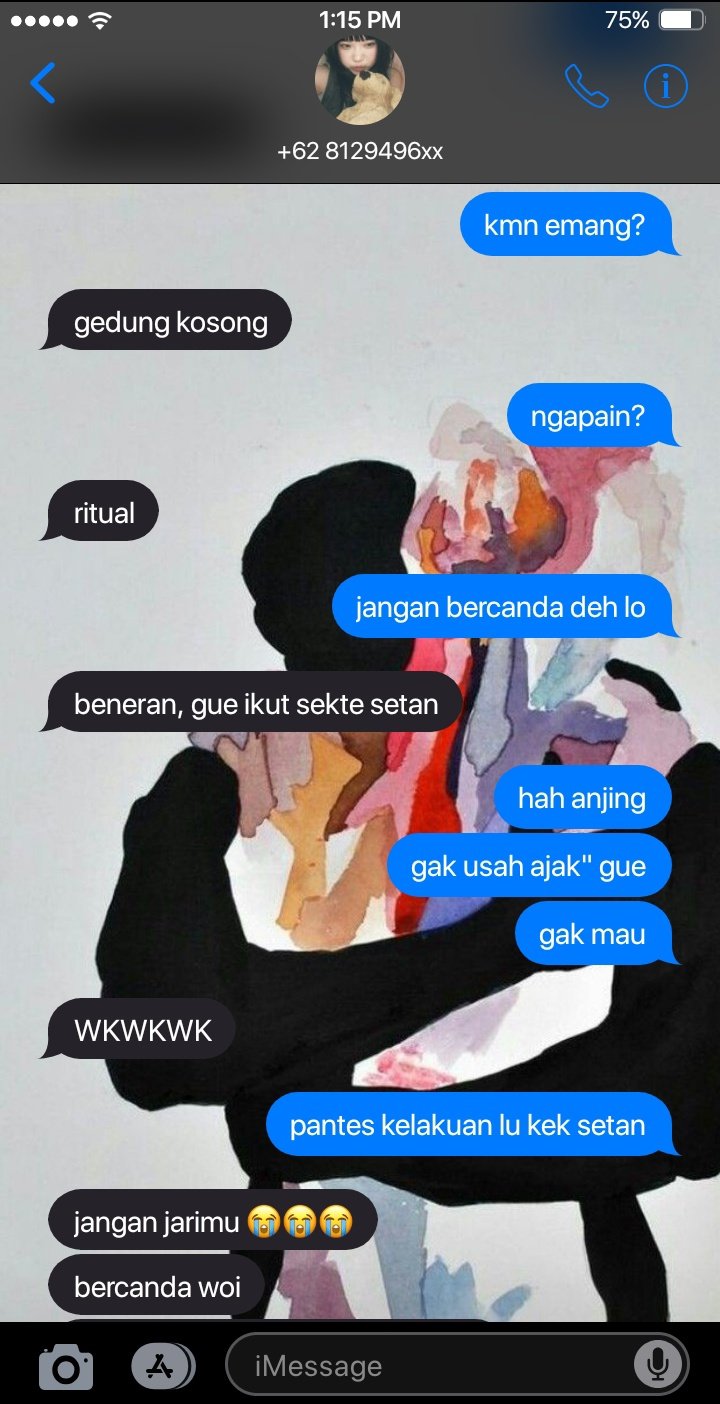 1:15 PM
75%
+62 8129496xx
kmn emang?
gedung kosong
ngapain?
ritual
jangan bercanda deh lo
beneran, gue ikut sekte setan
hah anjing
gak usah ajak" gue
gak mau
WKWKWK
pantes kelakuan lu kek setan
jangan jarimu 😭😭😭
bercanda woi
iMessage